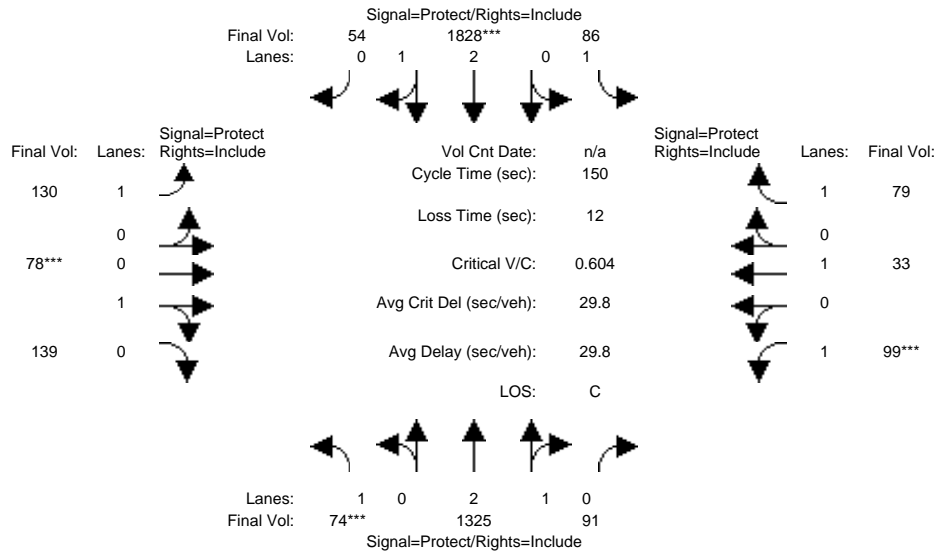 Signal=Protect/Rights=Include
Final Vol: 54 1828*** 86
Lanes: 0 1 2 0 1
Signal=Protect
Final Vol: Lanes: Rights=Include
Vol Cnt Date: n/a
Signal=Protect
Rights=Include Lanes: Final Vol:
Cycle Time (sec): 150
130 1
1 79
Loss Time (sec): 12
0
0
78*** 0
Critical V/C: 0.604
1 33
1
Avg Crit Del (sec/veh): 29.8
0
139 0
Avg Delay (sec/veh): 29.8
1 99***
LOS: C
Lanes: 1 0 2 1 0
Final Vol: 74*** 1325 91
Signal=Protect/Rights=Include